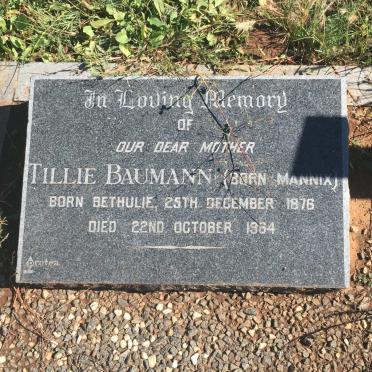 In Loving Memory
OF
OUR DEAR MOTHER
TILLIE BAUMANN (BORN MANNIX)
BORN BETHULIE, 25TH DECEMBER 1876
DIED 22ND OCTOBER 1964
Protea